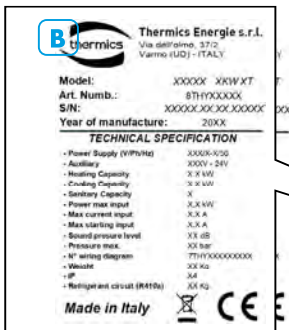 B
thermics
Thermics Energie s.r.l.
Via dell'olmo, 37/2
Varmo (UD) - ITALY
Model: XXXXX XKW XT
Art. Numb.: 8THYXXXXX
S/N: XXXXX.XX.XX.XXXXX
Year of manufacture: 20XX
TECHNICAL SPECIFICATION
- Power Supply (V/Ph/Hz) XXX/X-X/50
- Auxiliary XXXV - 24V
- Heating Capacity X.X kW
- Cooling Capacity X.X kW
- Sanitary Capacity X
- Power max input X.X kW
- Max current input X.X A
- Max starting input X.X A
- Sound pressure level XX dB
- Pressure max. XX bar
- N° wiring diagram 7THYXXXXXXXXX
- Weight XX Kg
- IP X4
- Refrigerant circuit (R410a) XX Kg
Made in Italy CE